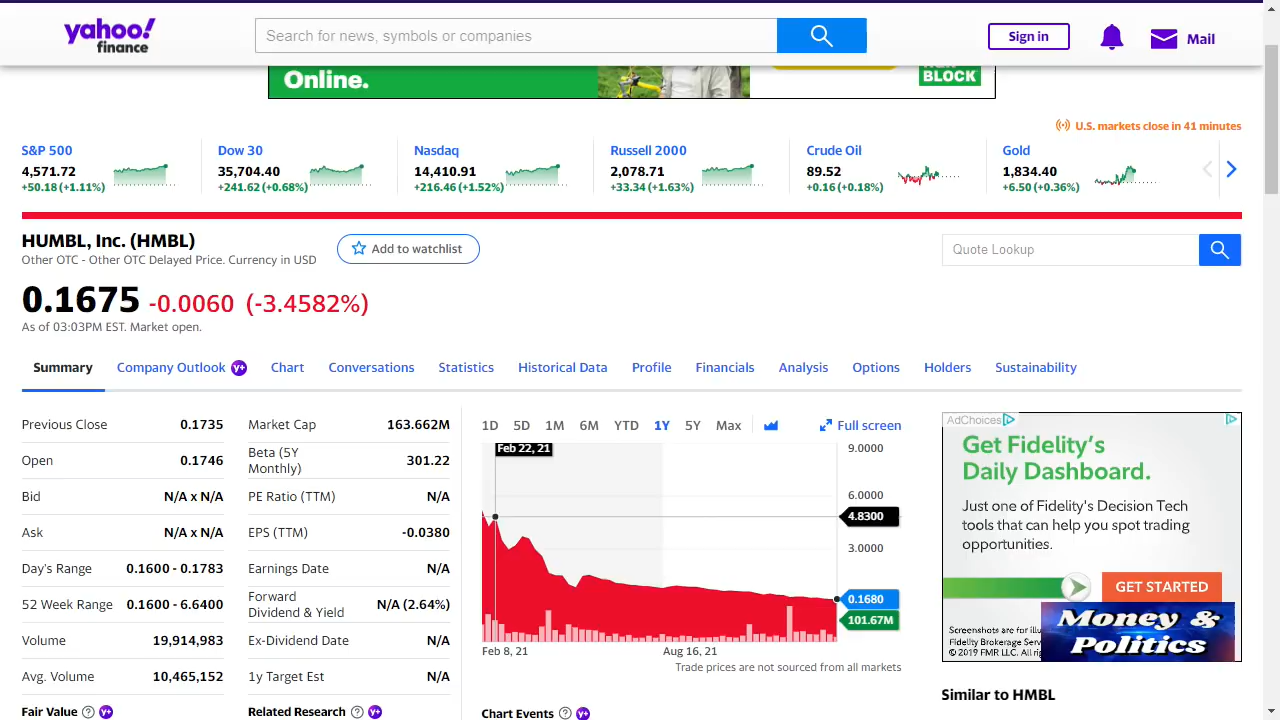 yahoo!
finance
Search for news, symbols or companies
Sign in
Mail
Online.
BLOCK
U.S. markets close in 41 minutes
S&P 500
4,571.72
+50.18 (+1.11%)
Dow 30
35,704.40
+241.62 (+0.68%)
Nasdaq
14,410.91
+216.46 (+1.52%)
Russell 2000
2,078.71
+33.34 (+1.63%)
Crude Oil
89.52
+0.16 (+0.18%)
Gold
1,834.40
+6.50 (+0.36%)
HUMBL, Inc. (HMBL)
Other OTC - Other OTC Delayed Price. Currency in USD
Add to watchlist
Quote Lookup
0.1675 -0.0060 (-3.4582%)
As of 03:03PM EST. Market open.
Summary
Company Outlook
Y+
Chart
Conversations
Statistics
Historical Data
Profile
Financials
Analysis
Options
Holders
Sustainability
Previous Close 0.1735
Open 0.1746
Bid N/A x N/A
Ask N/A x N/A
Day's Range 0.1600 - 0.1783
52 Week Range 0.1600 - 6.6400
Volume 19,914,983
Avg. Volume 10,465,152
Fair Value ? Y+
Market Cap 163.662M
Beta (5Y
Monthly) 301.22
PE Ratio (TTM) N/A
EPS (TTM) -0.0380
Earnings Date N/A
Forward
Dividend & Yield N/A (2.64%)
Ex-Dividend Date N/A
1y Target Est N/A
Related Research ? Y+
1D 5D 1M 6M YTD 1Y 5Y Max
Full screen
Feb 22, 21
9.0000
6.0000
4.8300
3.0000
0.1680
101.67M
Feb 8, 21
Aug 16, 21
Trade prices are not sourced from all markets
Chart Events ? Y+
AdChoices
Get Fidelity's
Daily Dashboard.
Just one of Fidelity's Decision Tech
tools that can help you spot trading
opportunities.
GET STARTED
Screenshots are for illu
Fidelity Brokerage Serv
© 2019 FMR LLC. All ri
Money &
Politics
Similar to HMBL